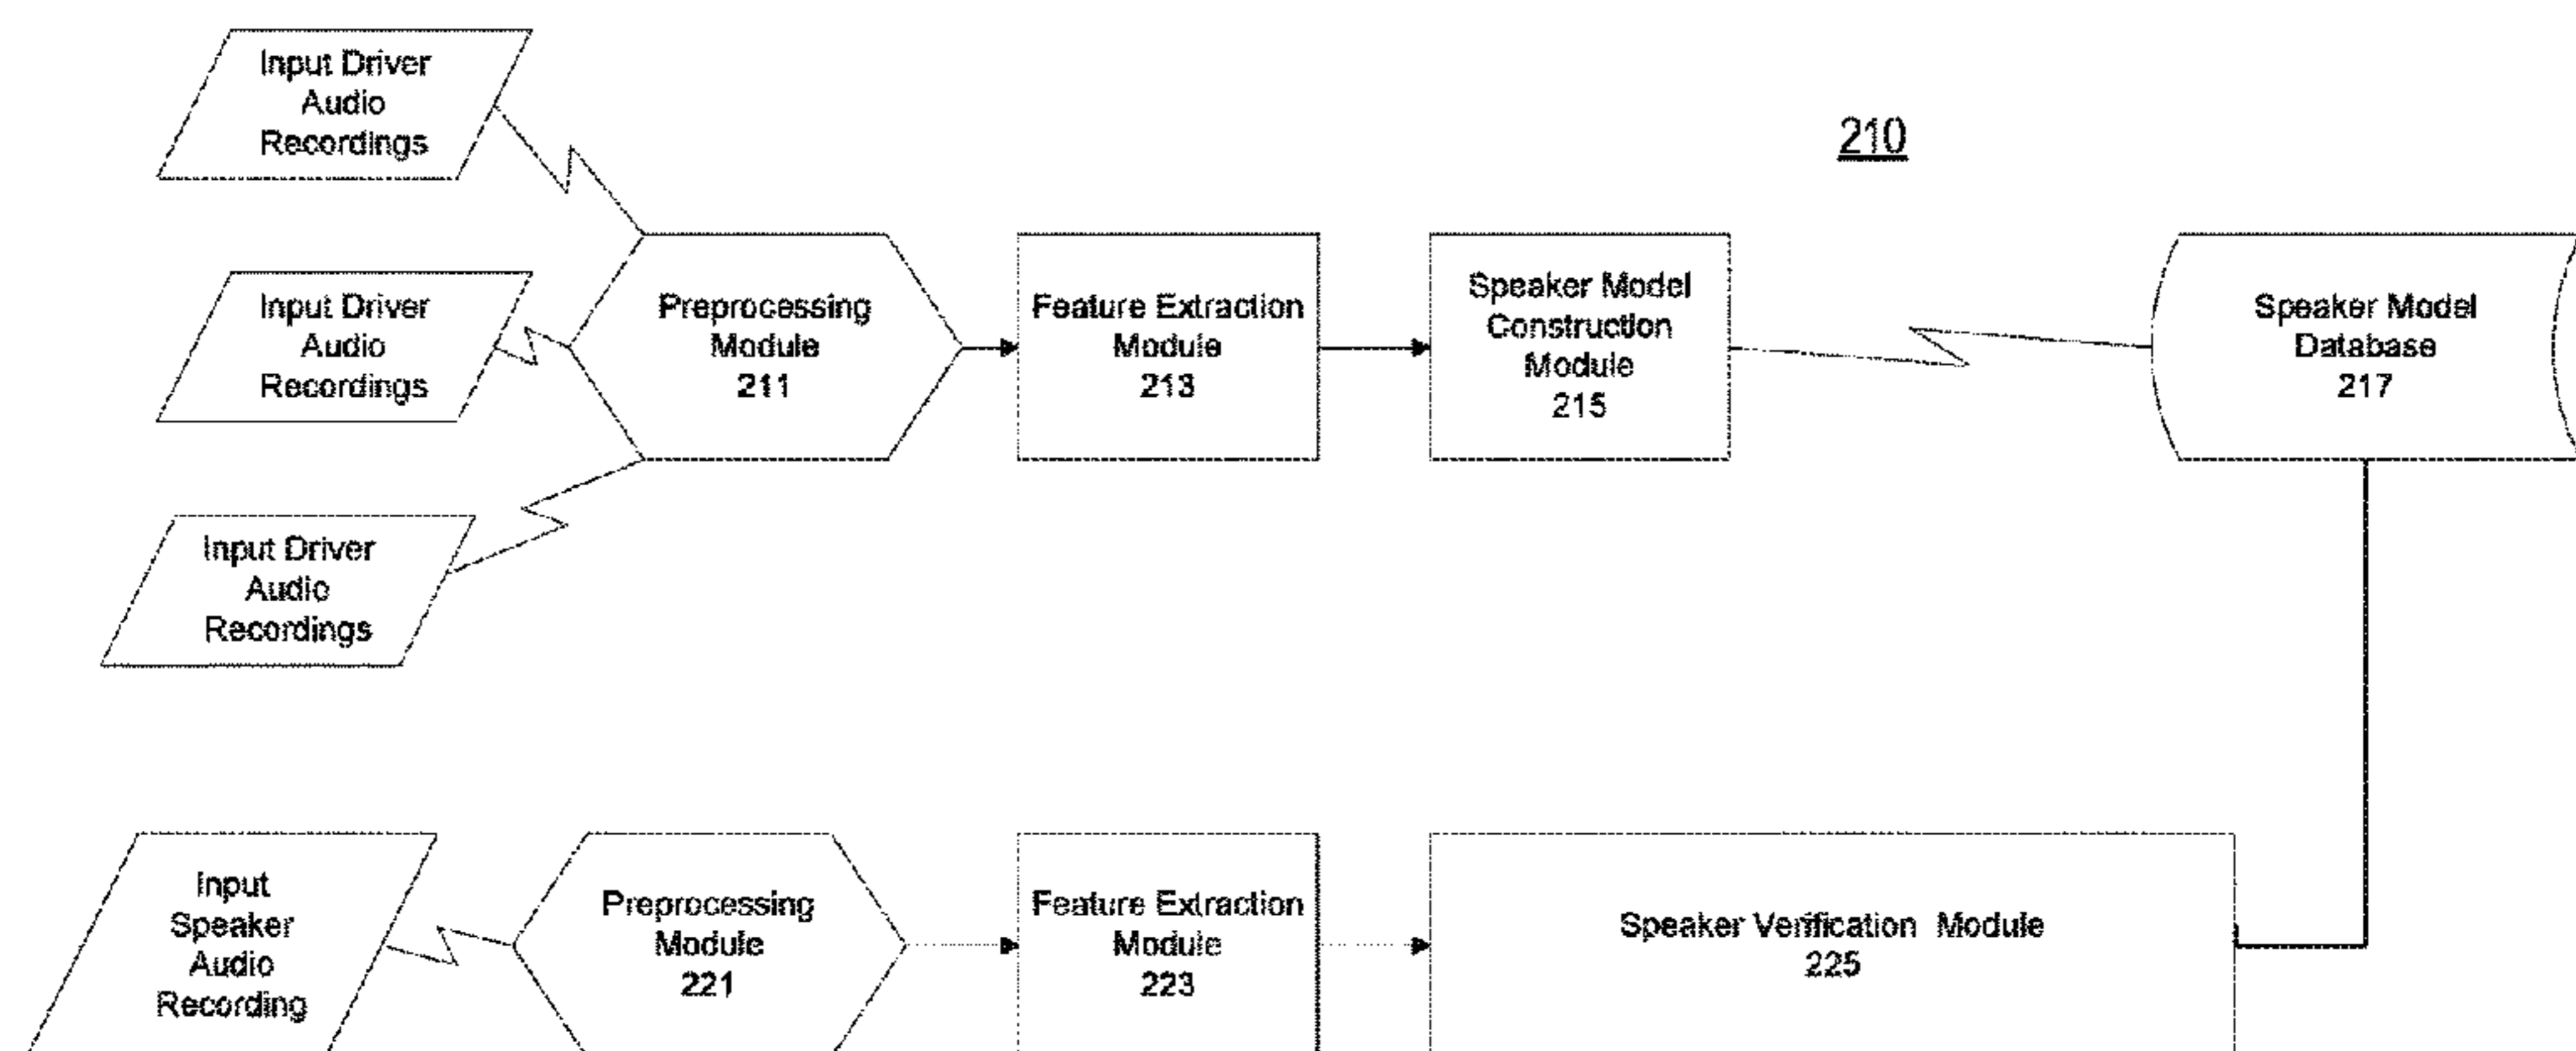 Input Driver
Audio
Recordings
210
Input Driver
Audio
Recordings
Preprocessing
Module
211
Feature Extraction
Module
213
Speaker Model
Construction
Module
215
Speaker Model
Database
217
Input Driver
Audio
Recordings
Input
Speaker
Audio
Recording
Preprocessing
Module
221
Feature Extraction
Module
223
Speaker Verification Module
225